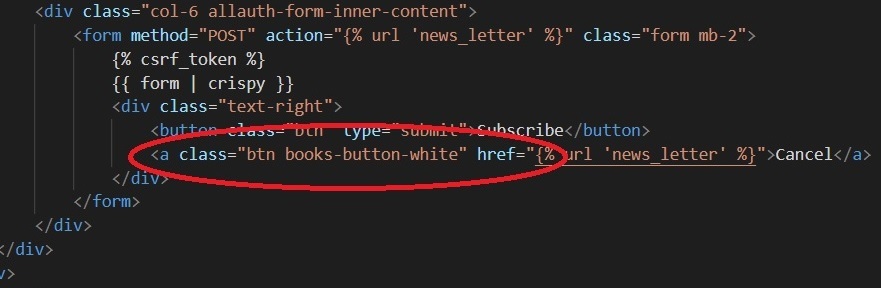 <div class="col-6 allauth-form-inner-content">
<form method="POST" action="{% url 'news_letter' %}" class="form mb-2">
{% csrf_token %}
{{ form | crispy }}
<div class="text-right">
<button class="btn" type="submit">Subscribe</button>
<a class="btn books-button-white" href="{% url 'news_letter' %}">Cancel</a>
</div>
</form>
</div>
</div>
v>